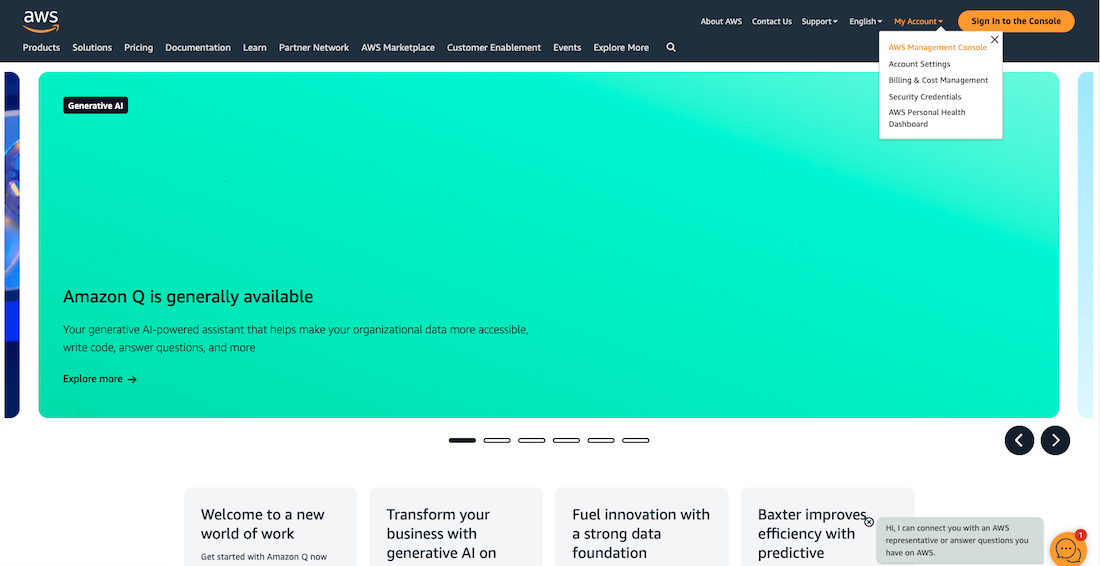 aws
About AWS Contact Us Support English My Account Sign In to the Console
Products Solutions Pricing Documentation Learn Partner Network AWS Marketplace Customer Enablement Events Explore More
AWS Management Console
Account Settings
Billing & Cost Management
Security Credentials
AWS Personal Health
Dashboard
Generative AI
Amazon Q is generally available
Your generative AI-powered assistant that helps make your organizational data more accessible,
write code, answer questions, and more
Explore more →
Welcome to a new
world of work
Get started with Amazon Q now
Transform your
business with
generative AI on
Fuel innovation with
a strong data
foundation
Baxter improves
efficiency with
predictive
Hi, I can connect you with an AWS
representative or answer questions you
have on AWS.
1